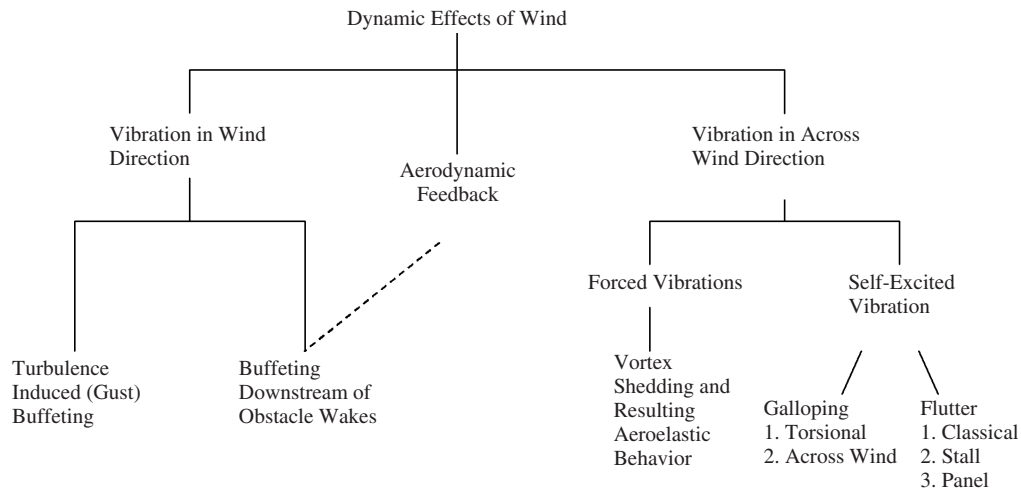 Dynamic Effects of Wind
Vibration in Wind
Direction
Aerodynamic
Feedback
Vibration in Across
Wind Direction
Forced Vibrations
Self-Excited
Vibration
Turbulence
Induced (Gust)
Buffeting
Buffeting
Downstream of
Obstacle Wakes
Vortex
Shedding and
Resulting
Aeroelastic
Behavior
Galloping
1. Torsional
2. Across Wind
Flutter
1. Classical
2. Stall
3. Panel